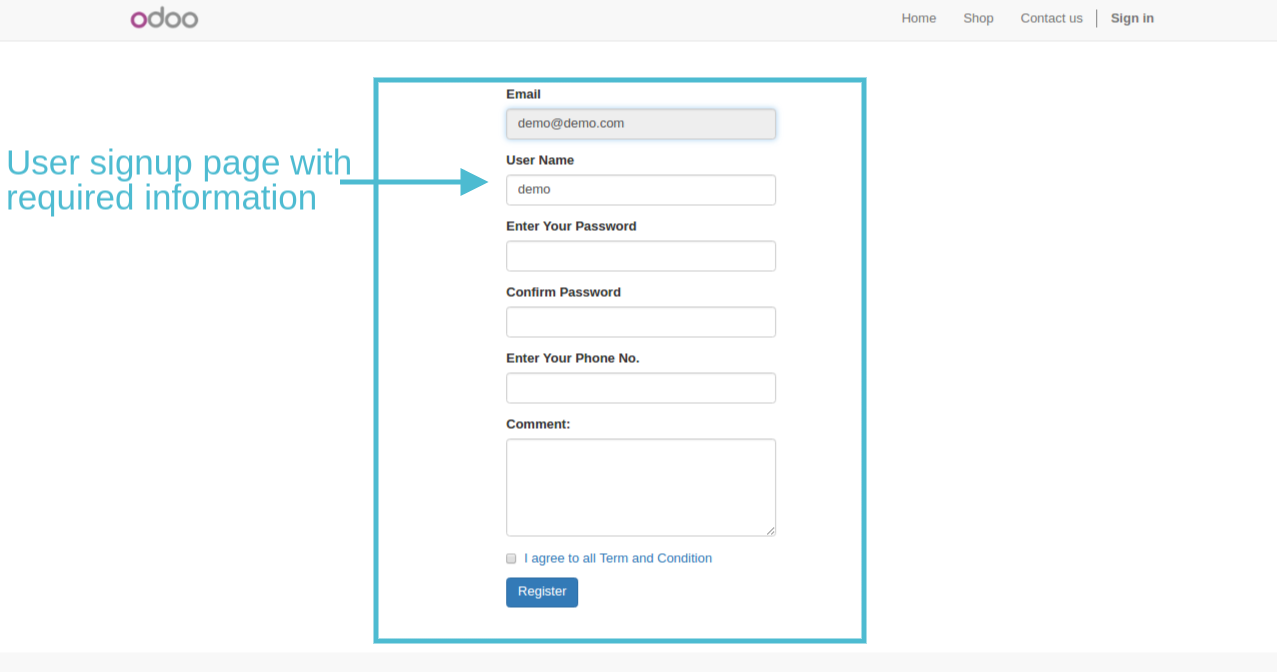 odoo
Home Shop Contact us Sign in
Email
demo@demo.com
User signup page with
required information
User Name
demo
Enter Your Password
Confirm Password
Enter Your Phone No.
Comment:
I agree to all Term and Condition
Register